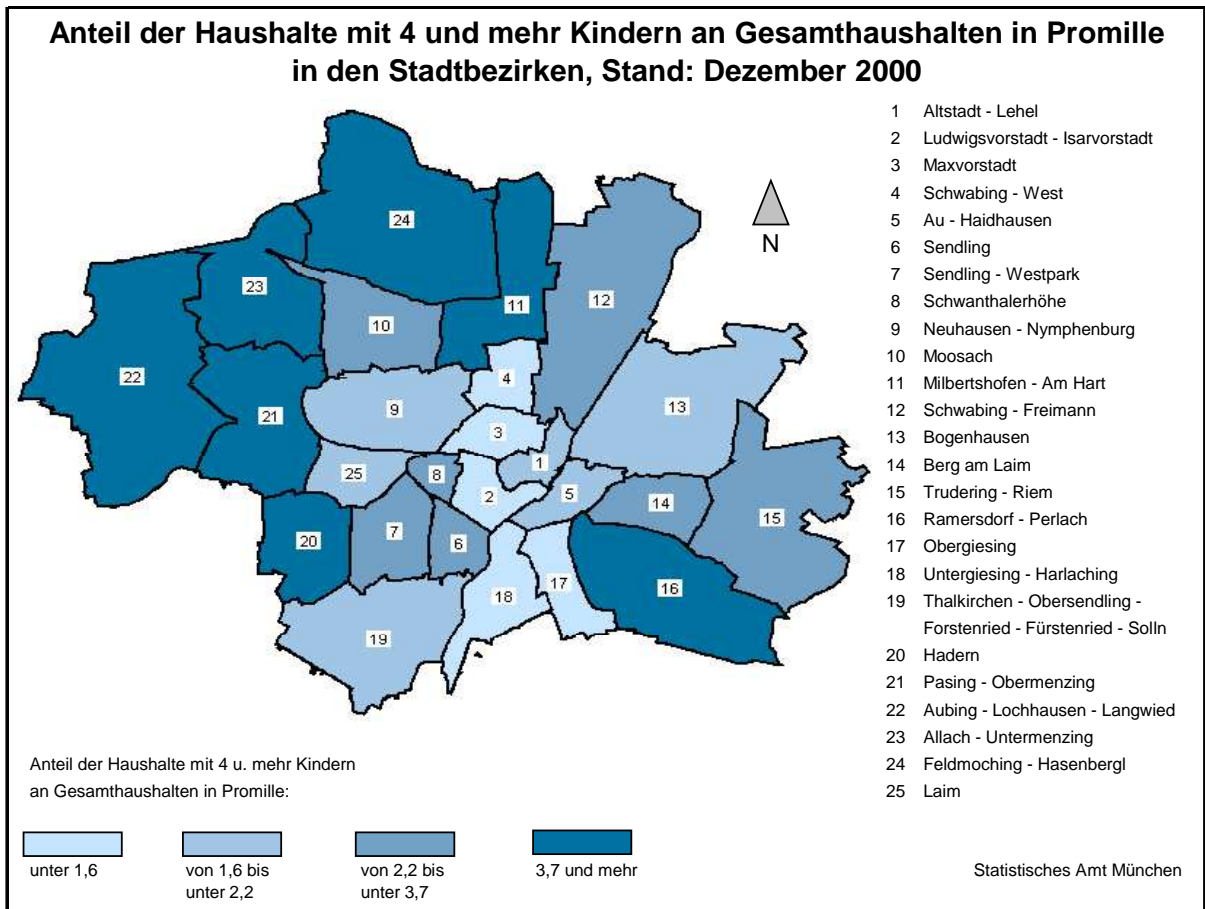 Anteil der Haushalte mit 4 und mehr Kindern an Gesamthaushalten in Promille
in den Stadtbezirken, Stand: Dezember 2000
1 Altstadt - Lehel
2 Ludwigsvorstadt - Isarvorstadt
3 Maxvorstadt
4 Schwabing - West
5 Au - Haidhausen
6 Sendling
7 Sendling - Westpark
8 Schwanthalerhöhe
9 Neuhausen - Nymphenburg
10 Moosach
11 Milbertshofen - Am Hart
12 Schwabing - Freimann
13 Bogenhausen
14 Berg am Laim
15 Trudering - Riem
16 Ramersdorf - Perlach
17 Obergiesing
18 Untergiesing - Harlaching
19 Thalkirchen - Obersendling -
Forstenried - Fürstenried - Solln
20 Hadern
21 Pasing - Obermenzing
22 Aubing - Lochhausen - Langwied
23 Allach - Untermenzing
24 Feldmoching - Hasenbergl
25 Laim
N
24
23
11
12
10
22
4
21
9
13
3
25
8
1
2
5
14
15
7
6
20
17
16
18
19
Anteil der Haushalte mit 4 u. mehr Kindern
an Gesamthaushalten in Promille:
unter 1,6
von 1,6 bis
unter 2,2
von 2,2 bis
unter 3,7
3,7 und mehr
Statistisches Amt München